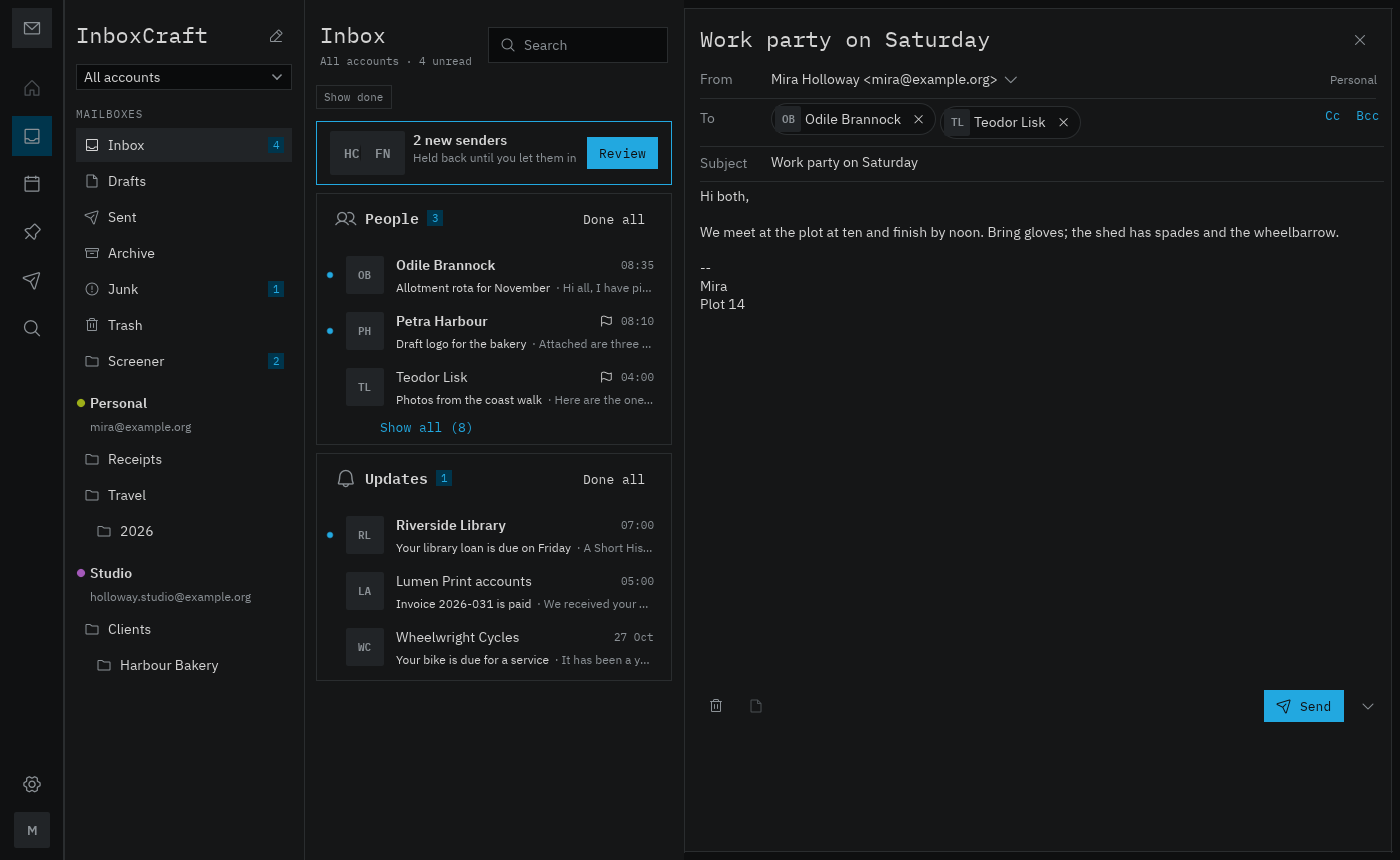 InboxCraft
All accounts
MAILBOXES
Inbox 4
Drafts
Sent
Archive
Junk 1
Trash
Screener 2
Personal
mira@example.org
Receipts
Travel
2026
Studio
holloway.studio@example.org
Clients
Harbour Bakery
M
Inbox
All accounts · 4 unread
Search
Show done
HC FN
2 new senders
Held back until you let them in
Review
People 3 Done all
OB
Odile Brannock 08:35
Allotment rota for November · Hi all, I have pi…
PH
Petra Harbour 08:10
Draft logo for the bakery · Attached are three …
TL
Teodor Lisk 04:00
Photos from the coast walk · Here are the one…
Show all (8)
Updates 1 Done all
RL
Riverside Library 07:00
Your library loan is due on Friday · A Short His…
LA
Lumen Print accounts 05:00
Invoice 2026-031 is paid · We received your …
WC
Wheelwright Cycles 27 Oct
Your bike is due for a service · It has been a y…
Work party on Saturday
From Mira Holloway <mira@example.org> Personal
To OB Odile Brannock TL Teodor Lisk Cc Bcc
Subject Work party on Saturday
Hi both,
We meet at the plot at ten and finish by noon. Bring gloves; the shed has spades and the wheelbarrow.
--
Mira
Plot 14
Send